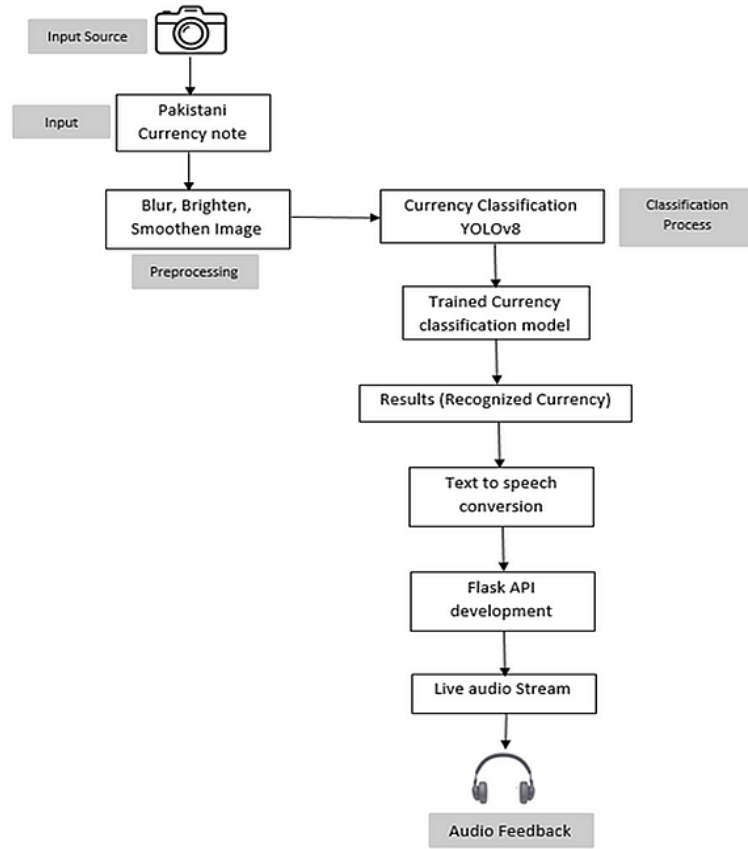 Input Source
Input
Pakistani
Currency note
Blur, Brighten,
Smoothen Image
Preprocessing
Currency Classification
YOLOv8
Classification
Process
Trained Currency
classification model
Results (Recognized Currency)
Text to speech
conversion
Flask API
development
Live audio Stream
Audio Feedback